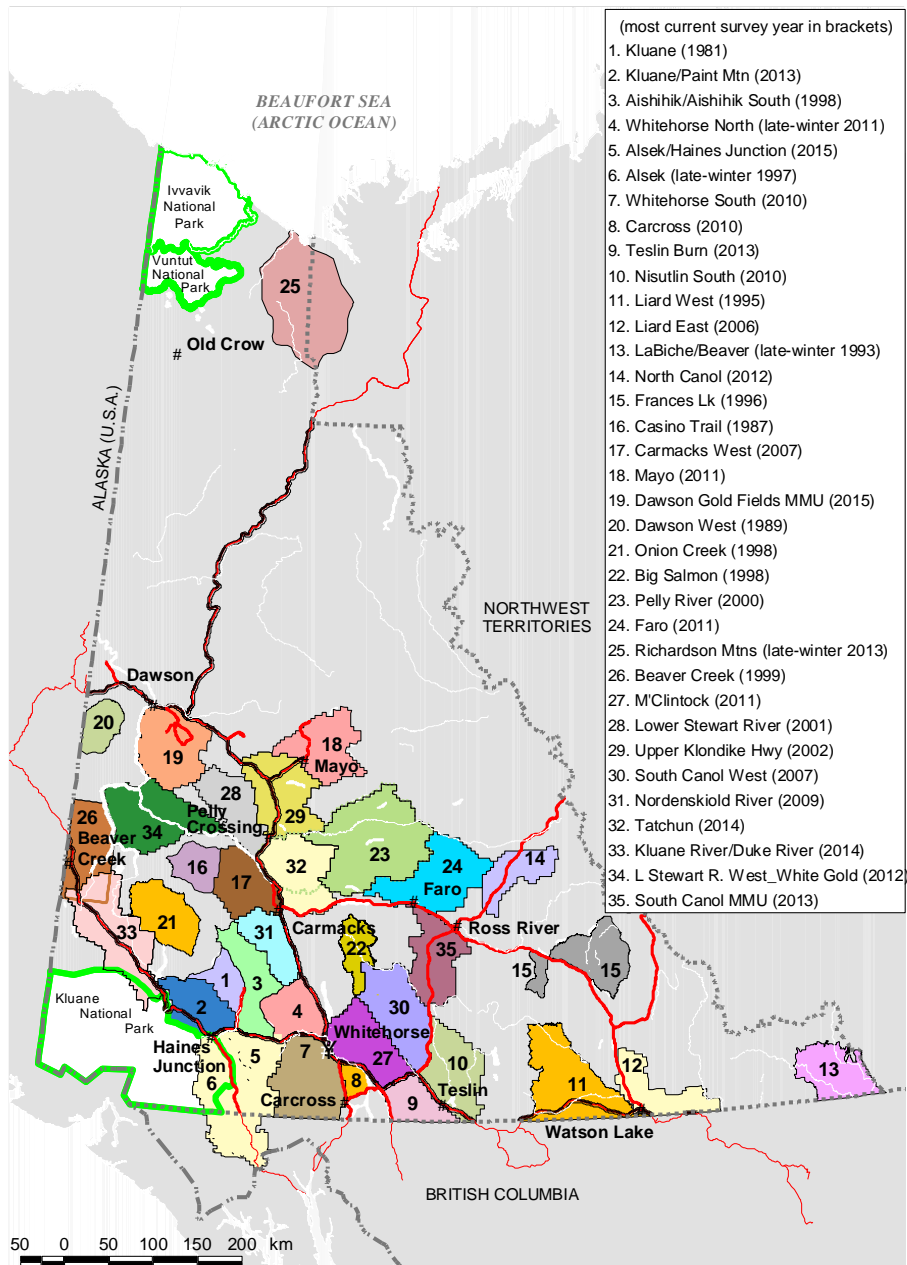 (most current survey year in brackets)
1. Kluane (1981)
2. Kluane/Paint Mtn (2013)
3. Aishihik/Aishihik South (1998)
4. Whitehorse North (late-winter 2011)
5. Alsek/Haines Junction (2015)
6. Alsek (late-winter 1997)
7. Whitehorse South (2010)
8. Carcross (2010)
9. Teslin Burn (2013)
10. Nisutlin South (2010)
11. Liard West (1995)
12. Liard East (2006)
13. LaBiche/Beaver (late-winter 1993)
14. North Canol (2012)
15. Frances Lk (1996)
16. Casino Trail (1987)
17. Carmacks West (2007)
18. Mayo (2011)
19. Dawson Gold Fields MMU (2015)
20. Dawson West (1989)
21. Onion Creek (1998)
22. Big Salmon (1998)
23. Pelly River (2000)
24. Faro (2011)
25. Richardson Mtns (late-winter 2013)
26. Beaver Creek (1999)
27. M'Clintock (2011)
28. Lower Stewart River (2001)
29. Upper Klondike Hwy (2002)
30. South Canol West (2007)
31. Nordenskiold River (2009)
32. Tatchun (2014)
33. Kluane River/Duke River (2014)
34. L Stewart R. West_White Gold (2012)
35. South Canol MMU (2013)
BEAUFORT SEA
(ARCTIC OCEAN)
Ivvavik
National
Park
Vuntut
National
Park
25
# Old Crow
ALASKA (U.S.A.)
NORTHWEST
TERRITORIES
Dawson
20
19
18
Mayo
28
29
26
Beaver
Creek
34
Pelly
Crossing
16
17
32
23
24
Faro
14
21
33
31
Carmacks
22
35
Ross River
15
15
1
3
2
4
30
Kluane
National
Park
Haines
Junction
Whitehorse
5
6
7
27
8
Carcross
9
10
Teslin
11
12
13
Watson Lake
BRITISH COLUMBIA
50 0 50 100 150 200 km